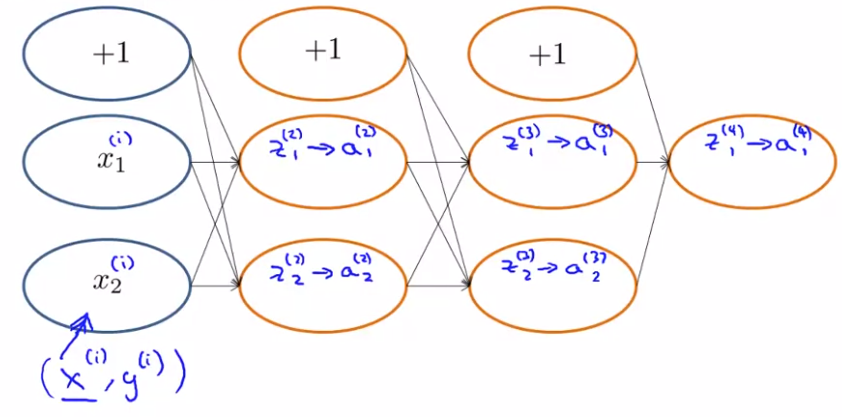 +1 +1 +1
x₁⁽ⁱ⁾ z₁⁽²⁾ → a₁⁽²⁾ z₁⁽³⁾ → a₁⁽³⁾ z₁⁽⁴⁾ → a₁⁽⁴⁾
x₂⁽ⁱ⁾ z₂⁽²⁾ → a₂⁽²⁾ z₂⁽³⁾ → a₂⁽³⁾
(x⁽ⁱ⁾, y⁽ⁱ⁾)